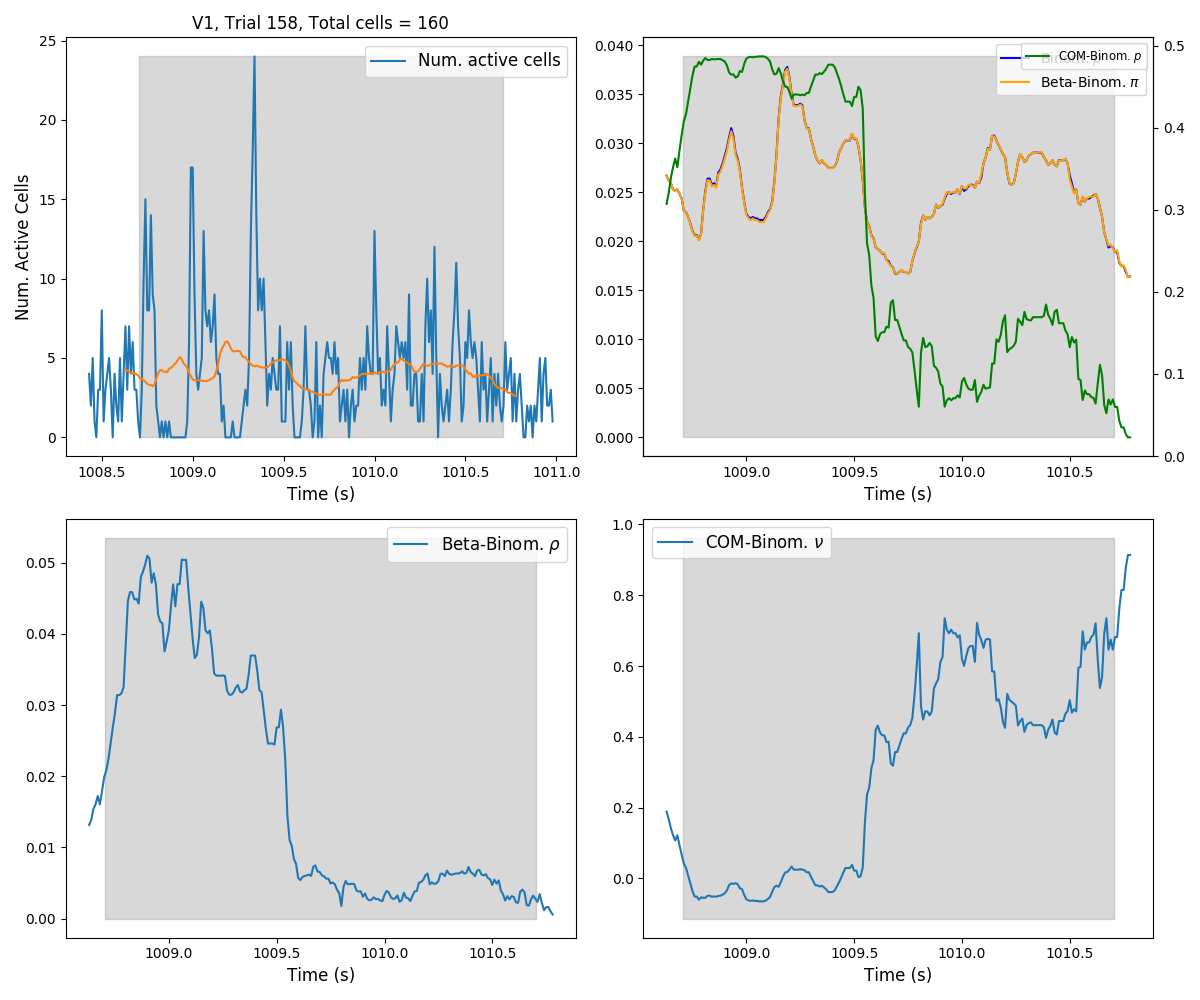 V1, Trial 158, Total cells = 160
Num. active cells
Num. Active Cells
25
20
15
10
5
0
1008.5 1009.0 1009.5 1010.0 1010.5 1011.0
Time (s)
COM-Binom. p
Binom. p
Beta-Binom. π
0.040
0.035
0.030
0.025
0.020
0.015
0.010
0.005
0.000
0.5
0.4
0.3
0.2
0.1
0.0
1009.0 1009.5 1010.0 1010.5
Time (s)
Beta-Binom. ρ
0.05
0.04
0.03
0.02
0.01
0.00
1009.0 1009.5 1010.0 1010.5
Time (s)
COM-Binom. ν
1.0
0.8
0.6
0.4
0.2
0.0
1009.0 1009.5 1010.0 1010.5
Time (s)